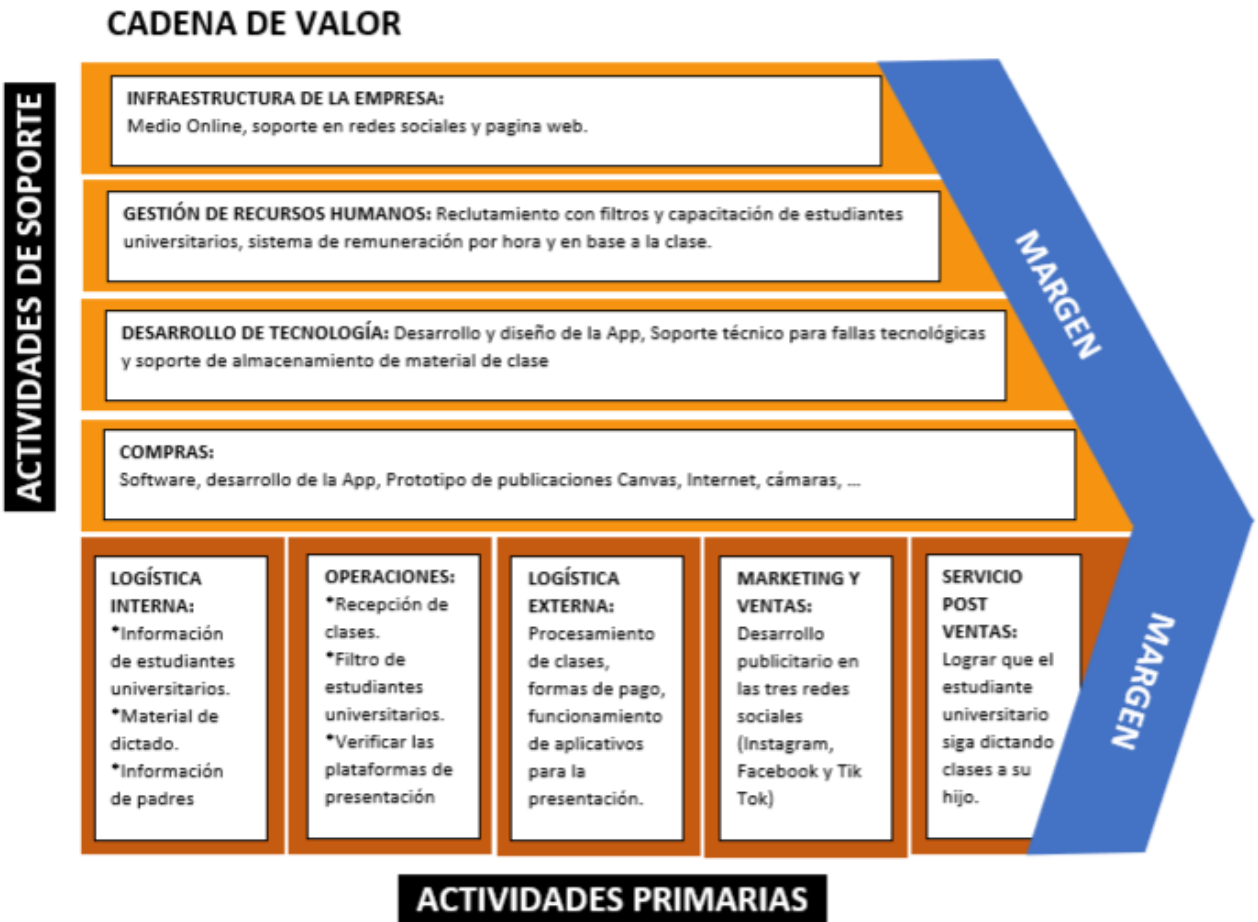 CADENA DE VALOR
ACTIVIDADES DE SOPORTE
INFRAESTRUCTURA DE LA EMPRESA:
Medio Online, soporte en redes sociales y pagina web.
GESTIÓN DE RECURSOS HUMANOS: Reclutamiento con filtros y capacitación de estudiantes
universitarios, sistema de remuneración por hora y en base a la clase.
DESARROLLO DE TECNOLOGÍA: Desarrollo y diseño de la App, Soporte técnico para fallas tecnológicas
y soporte de almacenamiento de material de clase
COMPRAS:
Software, desarrollo de la App, Prototipo de publicaciones Canvas, Internet, cámaras, ...
MARGEN
LOGÍSTICA
INTERNA:
*Información
de estudiantes
universitarios.
*Material de
dictado.
*Información
de padres
OPERACIONES:
*Recepción de
clases.
*Filtro de
estudiantes
universitarios.
*Verificar las
plataformas de
presentación
LOGÍSTICA
EXTERNA:
Procesamiento
de clases,
formas de pago,
funcionamiento
de aplicativos
para la
presentación.
MARKETING Y
VENTAS:
Desarrollo
publicitario en
las tres redes
sociales
(Instagram,
Facebook y Tik
Tok)
SERVICIO
POST
VENTAS:
Lograr que el
estudiante
universitario
siga dictando
clases a su
hijo.
MARGEN
ACTIVIDADES PRIMARIAS